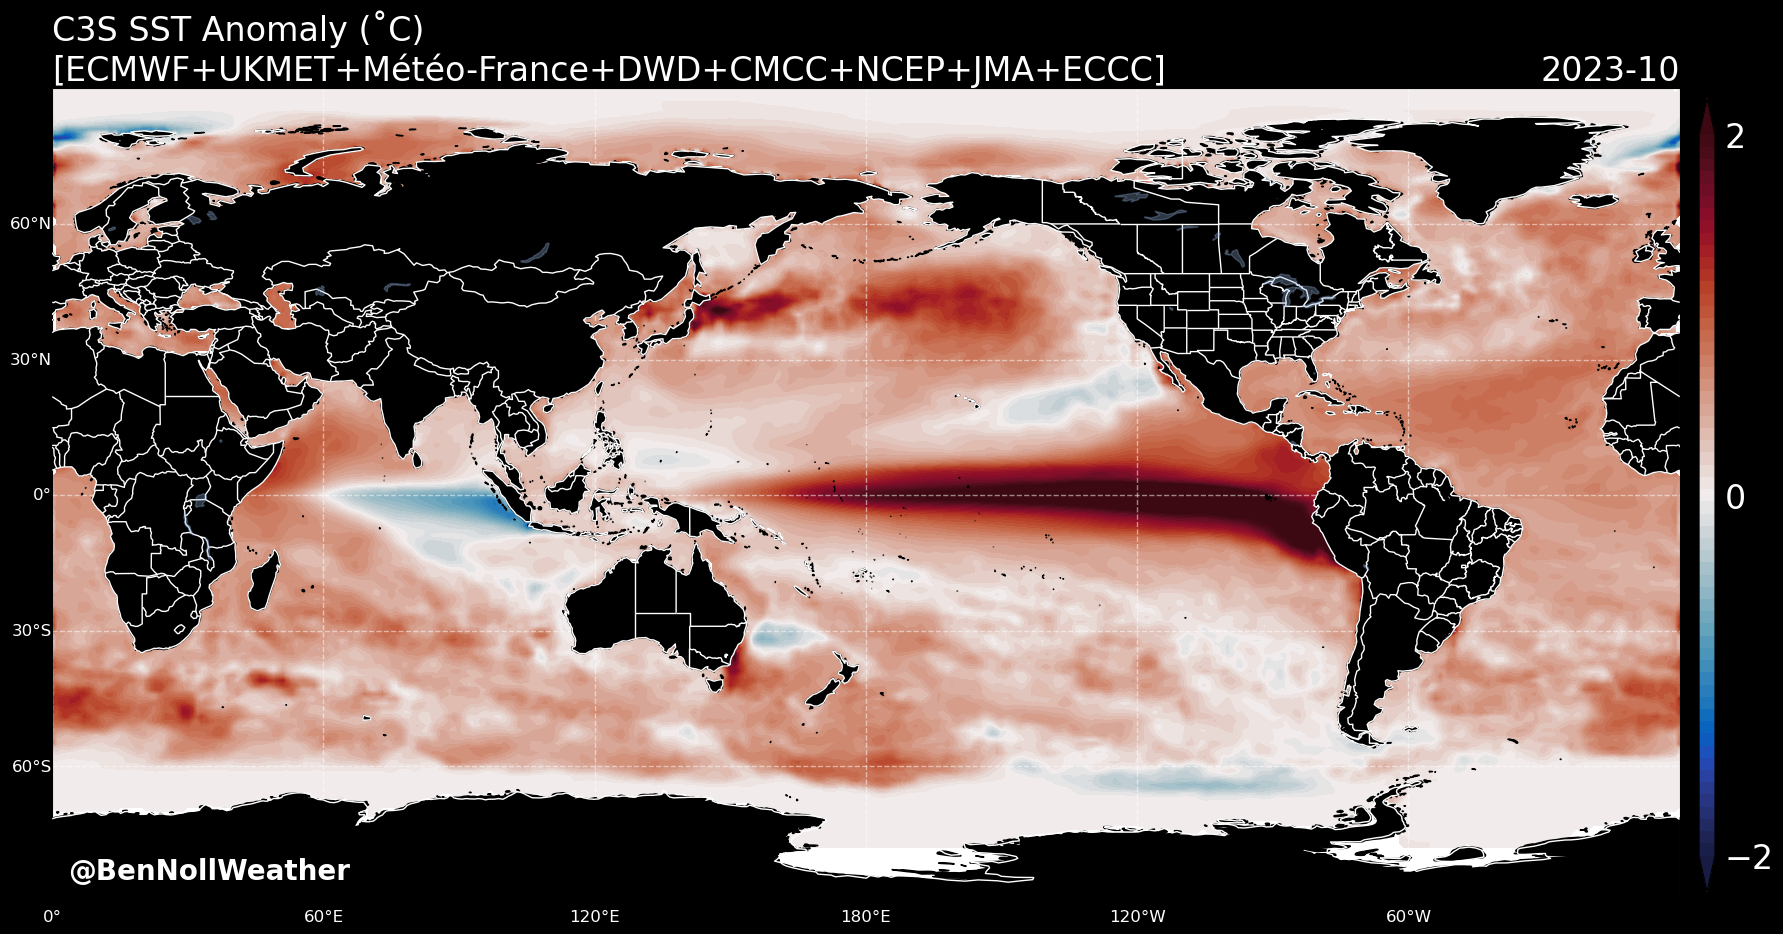 C3S SST Anomaly (˚C)
[ECMWF+UKMET+Météo-France+DWD+CMCC+NCEP+JMA+ECCC]
2023-10
2
0
−2
60°N
30°N
0°
30°S
60°S
@BenNollWeather
0°
60°E
120°E
180°E
120°W
60°W